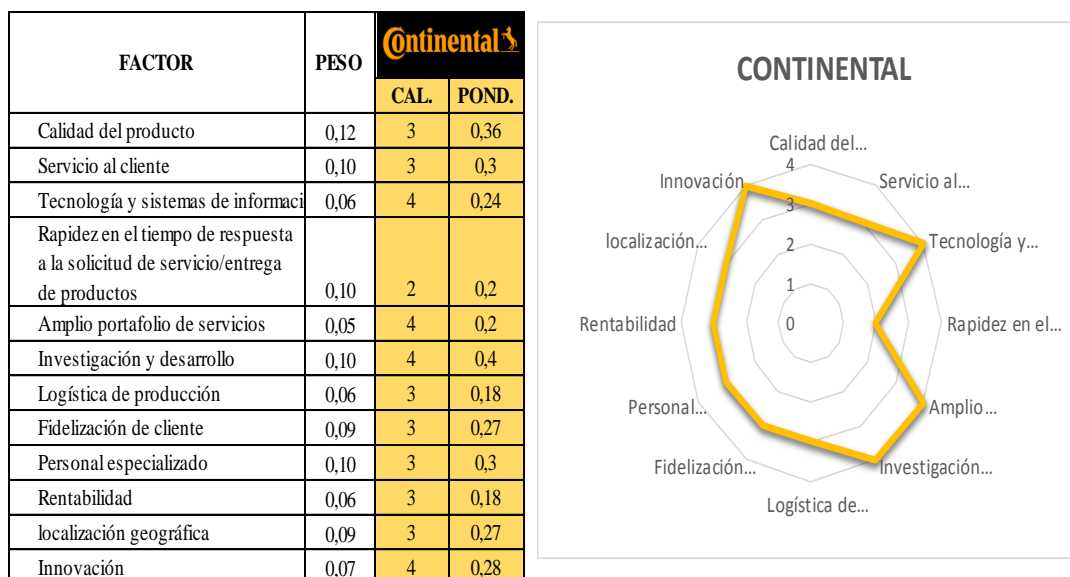 FACTOR PESO Continental
CAL. POND.
Calidad del producto 0,12 3 0,36
Servicio al cliente 0,10 3 0,3
Tecnología y sistemas de informaci 0,06 4 0,24
Rapidez en el tiempo de respuesta
a la solicitud de servicio/entrega
de productos 0,10 2 0,2
Amplio portafolio de servicios 0,05 4 0,2
Investigación y desarrollo 0,10 4 0,4
Logística de producción 0,06 3 0,18
Fidelización de cliente 0,09 3 0,27
Personal especializado 0,10 3 0,3
Rentabilidad 0,06 3 0,18
localización geográfica 0,09 3 0,27
Innovación 0,07 4 0,28
CONTINENTAL
Calidad del...
Servicio al...
Tecnología y...
Rapidez en el...
Amplio...
Investigación...
Logística de...
Fidelización...
Personal...
Rentabilidad
localización...
Innovación
4
3
2
1
0